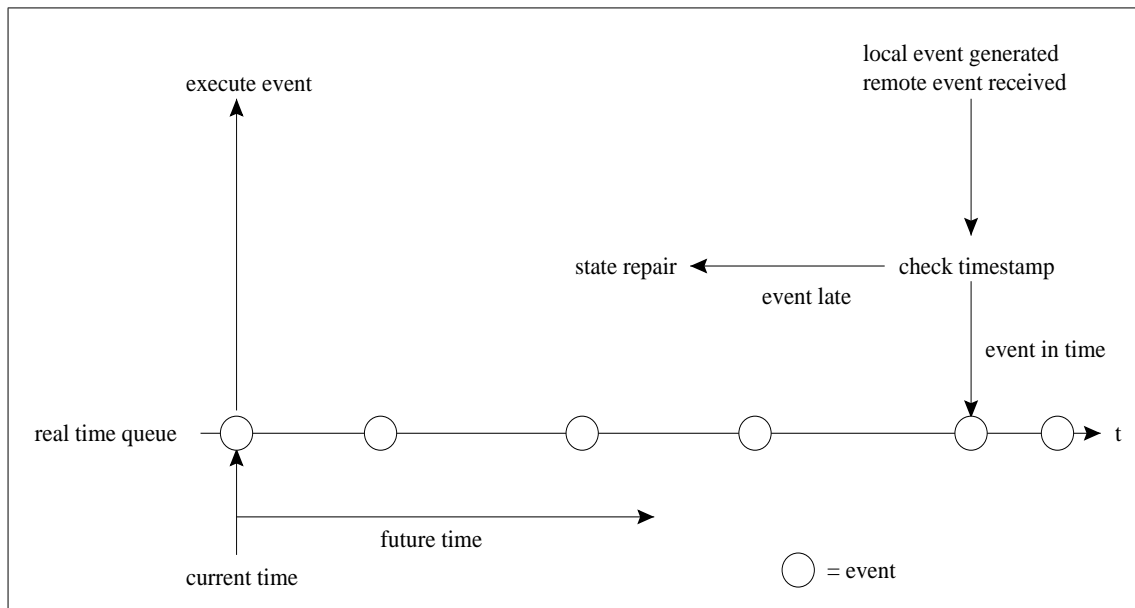 local event generated
remote event received
execute event
state repair
check timestamp
event late
event in time
real time queue
t
future time
current time
= event